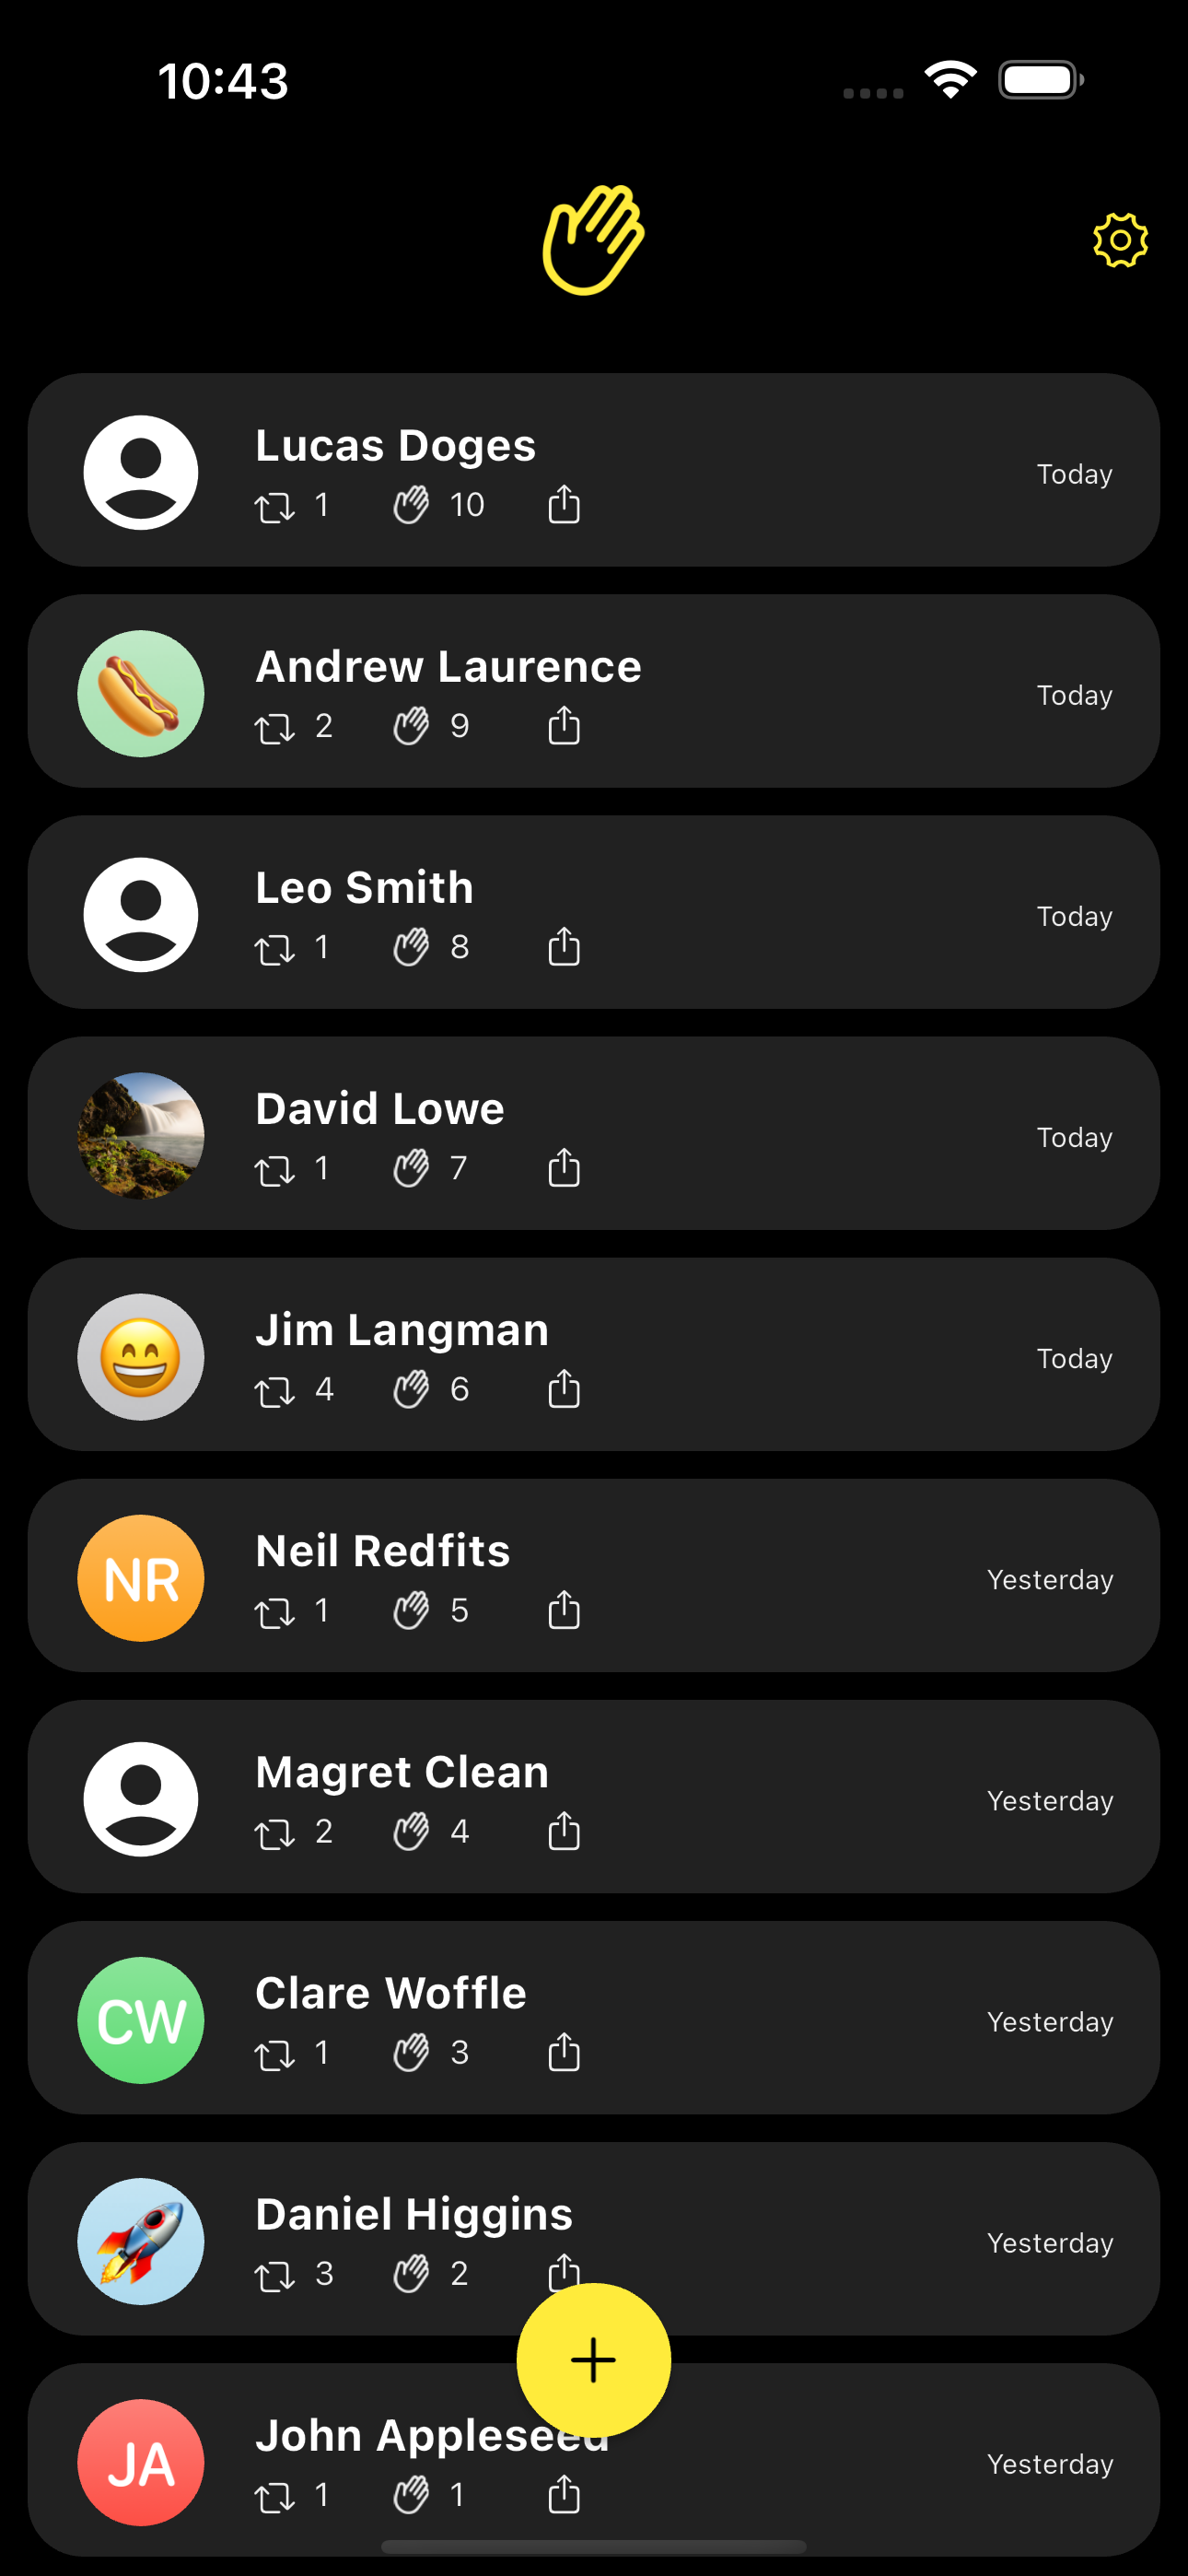 10:43
Lucas Doges
1 10
Today
Andrew Laurence
2 9
Today
Leo Smith
1 8
Today
David Lowe
1 7
Today
Jim Langman
4 6
Today
NR
Neil Redfits
1 5
Yesterday
Magret Clean
2 4
Yesterday
CW
Clare Woffle
1 3
Yesterday
Daniel Higgins
3 2
Yesterday
JA
John Appleseed
1 1
Yesterday